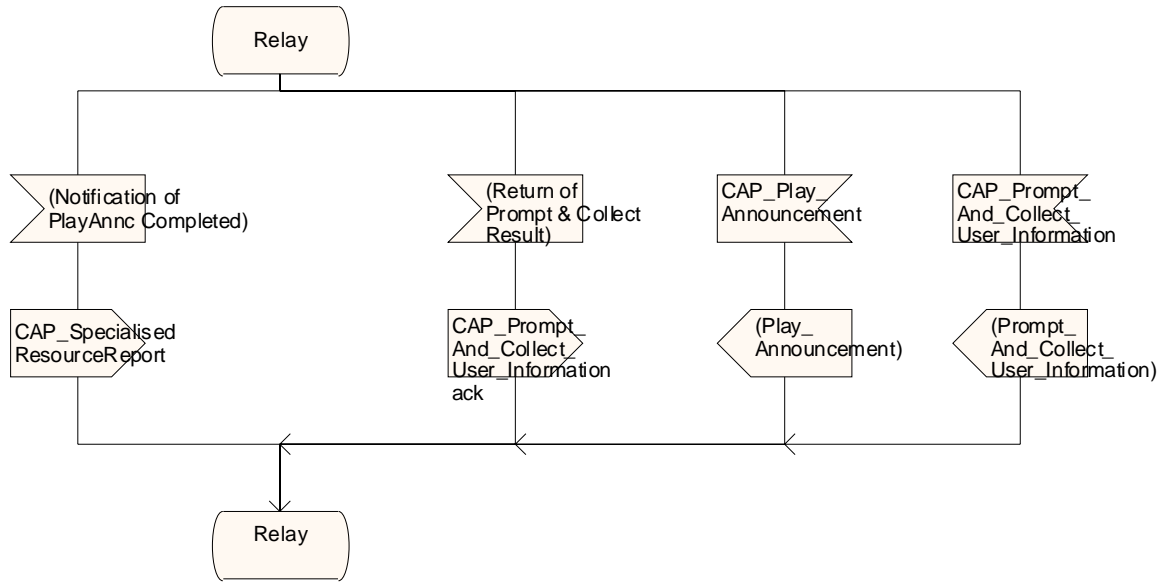 Relay
(Notification of
PlayAnnc Completed)
(Return of
Prompt & Collect
Result)
CAP_Play_
Announcement
CAP_Prompt_
And_Collect_
User_Information
CAP_Specialised
ResourceReport
CAP_Prompt_
And_Collect_
User_Information
ack
(Play_
Announcement)
(Prompt_
And_Collect_
User_Information)
Relay